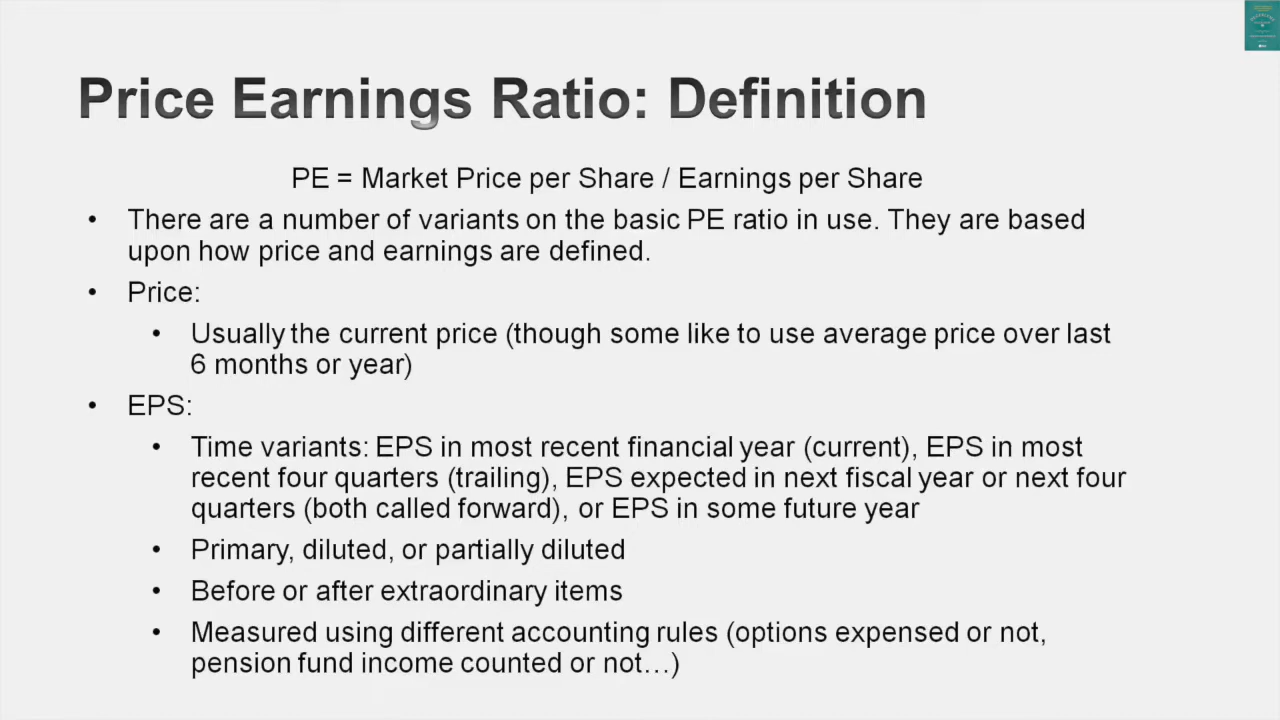 Price Earnings Ratio: Definition
PE = Market Price per Share / Earnings per Share
• There are a number of variants on the basic PE ratio in use. They are based
upon how price and earnings are defined.
• Price:
• Usually the current price (though some like to use average price over last
6 months or year)
• EPS:
• Time variants: EPS in most recent financial year (current), EPS in most
recent four quarters (trailing), EPS expected in next fiscal year or next four
quarters (both called forward), or EPS in some future year
• Primary, diluted, or partially diluted
• Before or after extraordinary items
• Measured using different accounting rules (options expensed or not,
pension fund income counted or not…)